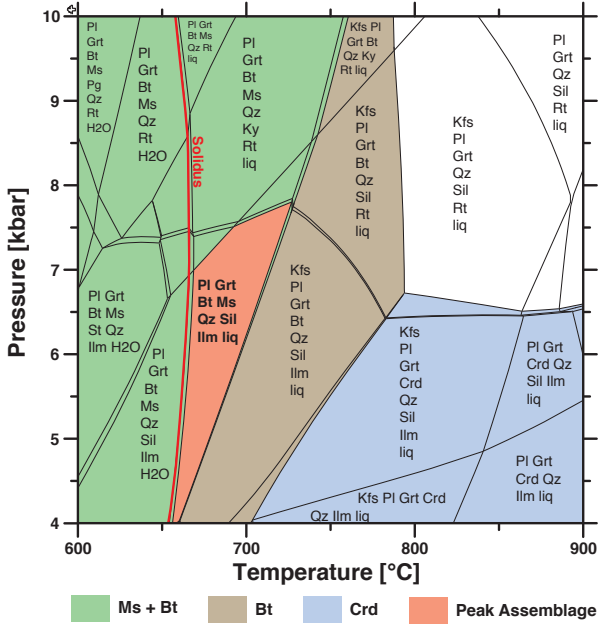 10
9
8
7
6
5
4
Pressure [kbar]
Pl
Grt
Bt
Ms
Pg
Qz
Rt
H2O
Pl
Grt
Bt
Ms
Qz
Rt
H2O
Pl Grt
Bt Ms
Qz Rt
liq
Solidus
Pl
Grt
Bt
Ms
Qz
Ky
Rt
liq
Kfs Pl
Grt Bt
Qz Ky
Rt liq
Kfs
Pl
Grt
Bt
Qz
Sil
Rt
liq
Kfs
Pl
Grt
Qz
Sil
Rt
liq
Pl
Grt
Qz
Sil
Rt
liq
Pl Grt
Bt Ms
St Qz
Ilm H2O
Pl
Grt
Bt
Ms
Qz
Sil
Ilm
H2O
Pl Grt
Bt Ms
Qz Sil
Ilm liq
Kfs
Pl
Grt
Bt
Qz
Sil
Ilm
liq
Kfs
Pl
Grt
Crd
Qz
Sil
Ilm
liq
Pl Grt
Crd Qz
Sil Ilm
liq
Pl Grt
Crd Qz
Ilm liq
Kfs Pl Grt Crd
Qz Ilm liq
600
700
800
900
Temperature [°C]
Ms + Bt
Bt
Crd
Peak Assemblage